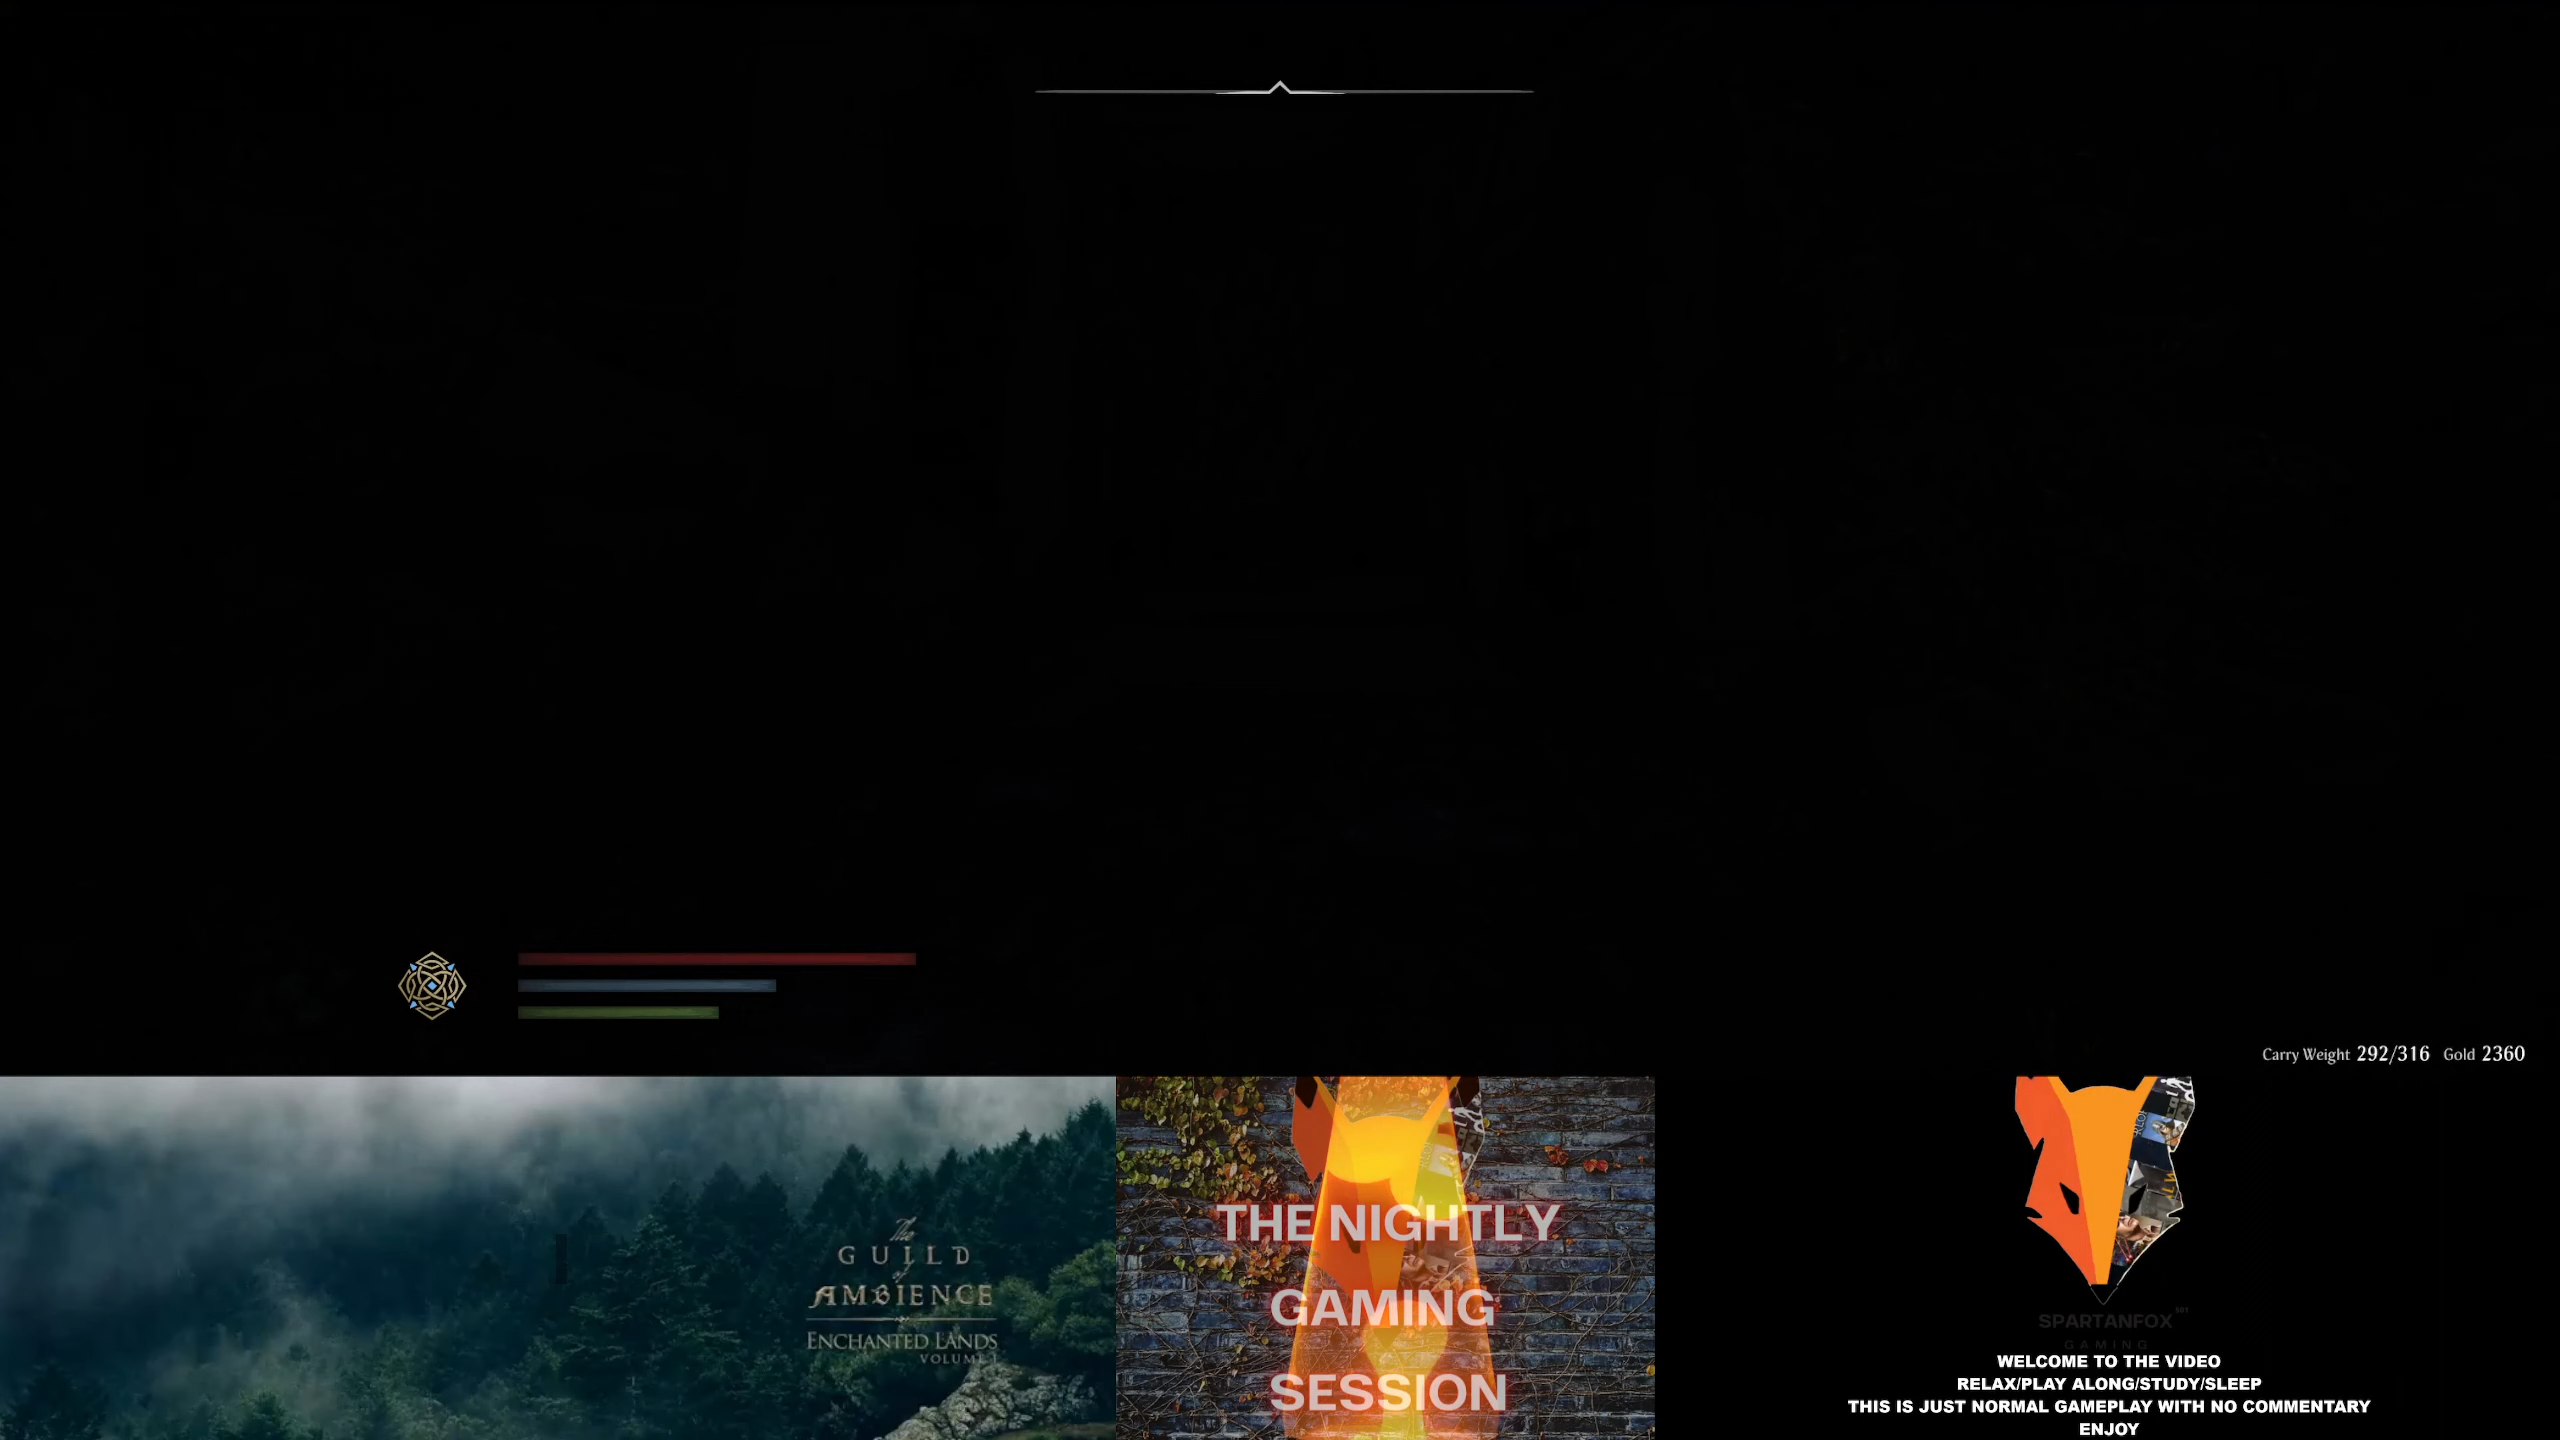 Carry Weight 292/316 Gold 2360
The
GUILD
of
AMBIENCE
ENCHANTED LANDS
VOLUME
THE NIGHTLY
GAMING
SESSION
SPARTANFOX
GAMING
WELCOME TO THE VIDEO
RELAX/PLAY ALONG/STUDY/SLEEP
THIS IS JUST NORMAL GAMEPLAY WITH NO COMMENTARY
ENJOY